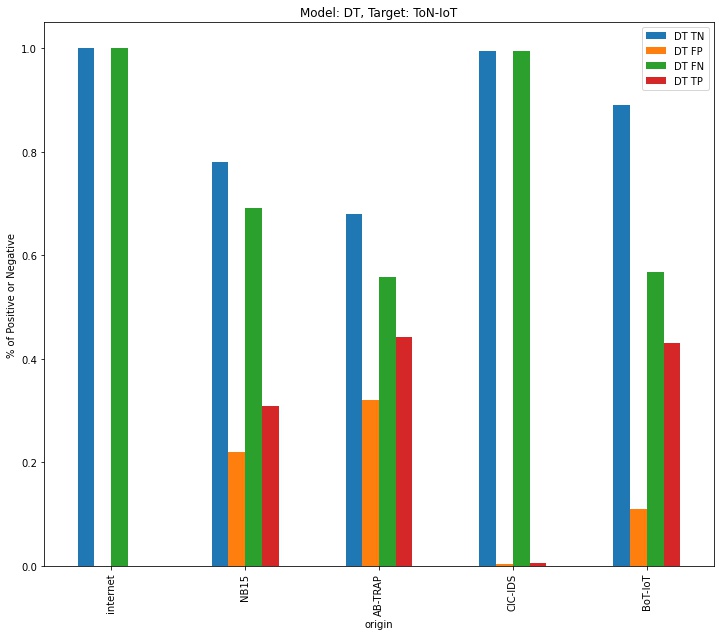 Model: DT, Target: ToN-IoT
DT TN
DT FP
DT FN
DT TP
% of Positive or Negative
1.0
0.8
0.6
0.4
0.2
0.0
internet
NB15
AB-TRAP
CIC-IDS
BoT-IoT
origin